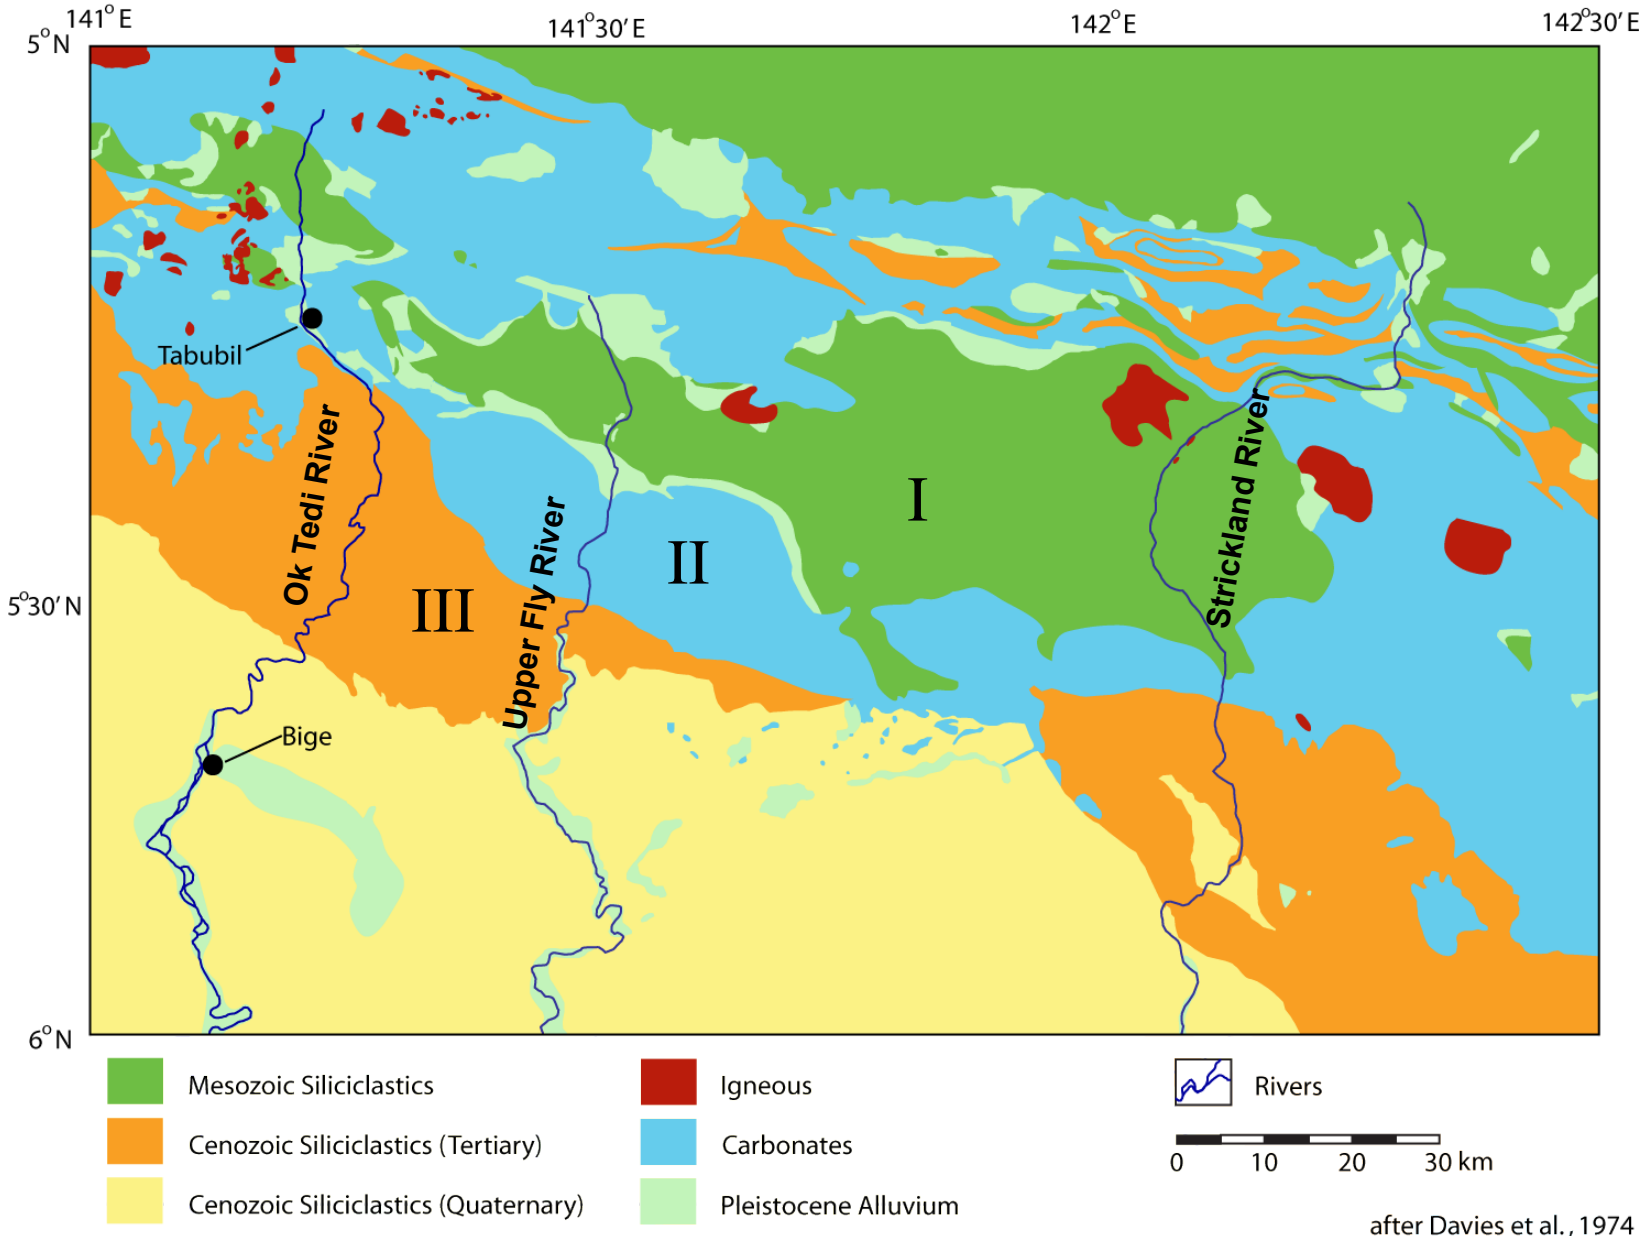 141° E
141°30′ E
142°E
142°30′E
5° N
Tabubil
Ok Tedi River
Upper Fly River
Strickland River
I
II
III
5°30′ N
Bige
6° N
Mesozoic Siliciclastics
Igneous
Rivers
Cenozoic Siliciclastics (Tertiary)
Carbonates
0 10 20 30 km
Cenozoic Siliciclastics (Quaternary)
Pleistocene Alluvium
after Davies et al., 1974